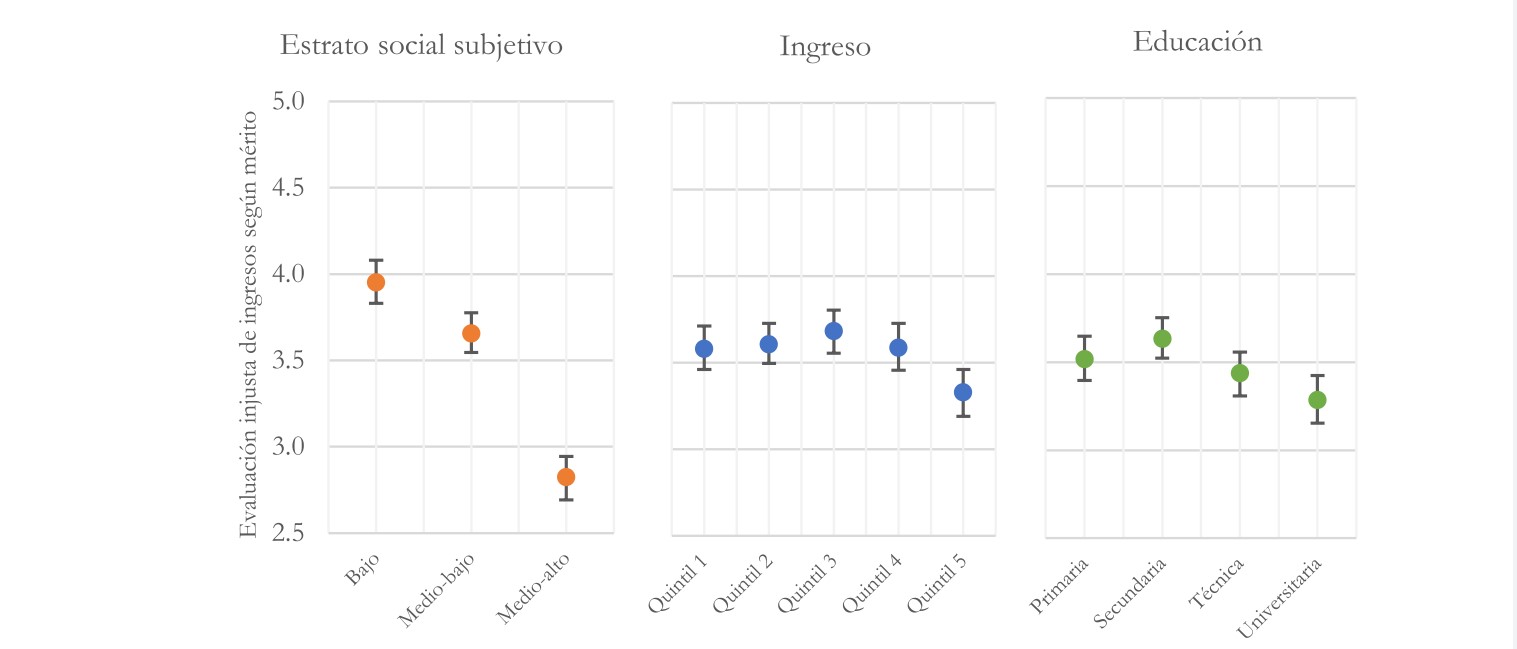 Estrato social subjetivo
Ingreso
Educación
Evaluación injusta de ingresos según mérito
5.0
4.5
4.0
3.5
3.0
2.5
Bajo
Medio-bajo
Medio-alto
Quintil 1
Quintil 2
Quintil 3
Quintil 4
Quintil 5
Primaria
Secundaria
Técnica
Universitaria